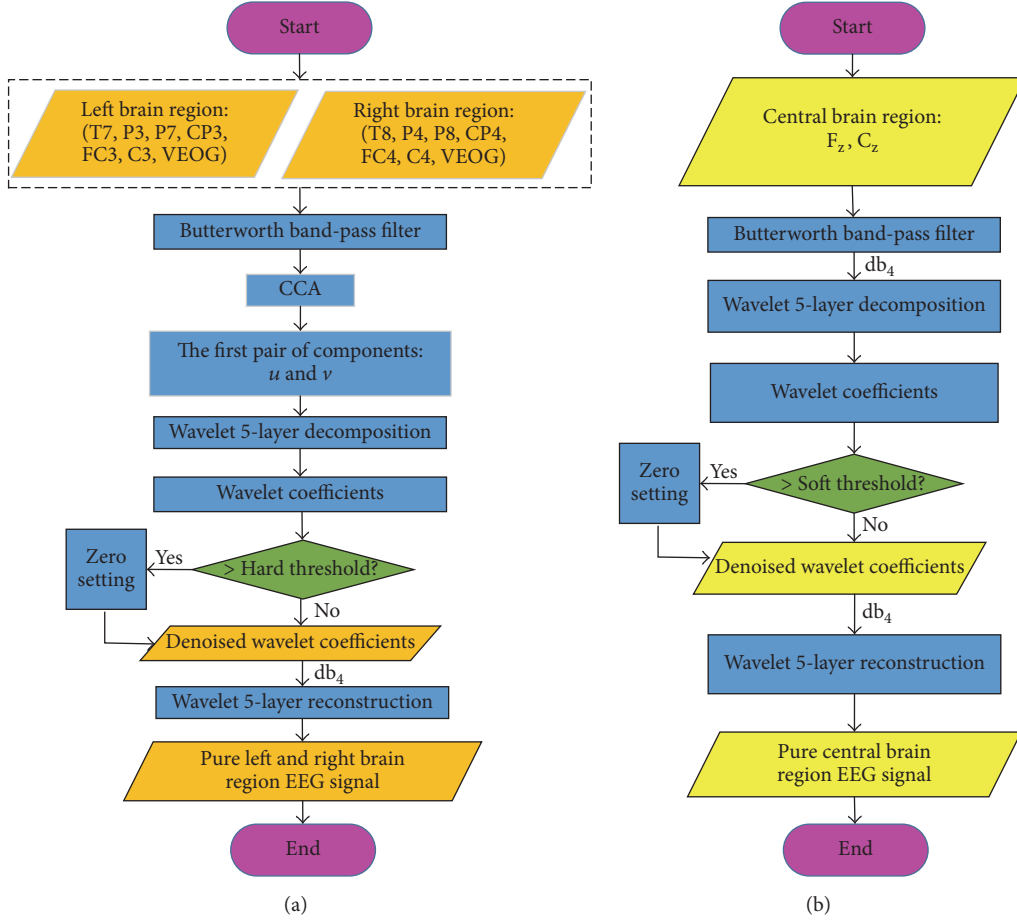 Start
Left brain region:
(T7, P3, P7, CP3,
FC3, C3, VEOG)
Right brain region:
(T8, P4, P8, CP4,
FC4, C4, VEOG)
Butterworth band-pass filter
CCA
The first pair of components:
u and v
Wavelet 5-layer decomposition
Wavelet coefficients
Zero
setting
Yes
> Hard threshold?
No
Denoised wavelet coefficients
db4
Wavelet 5-layer reconstruction
Pure left and right brain
region EEG signal
End
(a)
Start
Central brain region:
Fz, Cz
Butterworth band-pass filter
db4
Wavelet 5-layer decomposition
Wavelet coefficients
Zero
setting
Yes
> Soft threshold?
No
Denoised wavelet coefficients
db4
Wavelet 5-layer reconstruction
Pure central brain
region EEG signal
End
(b)